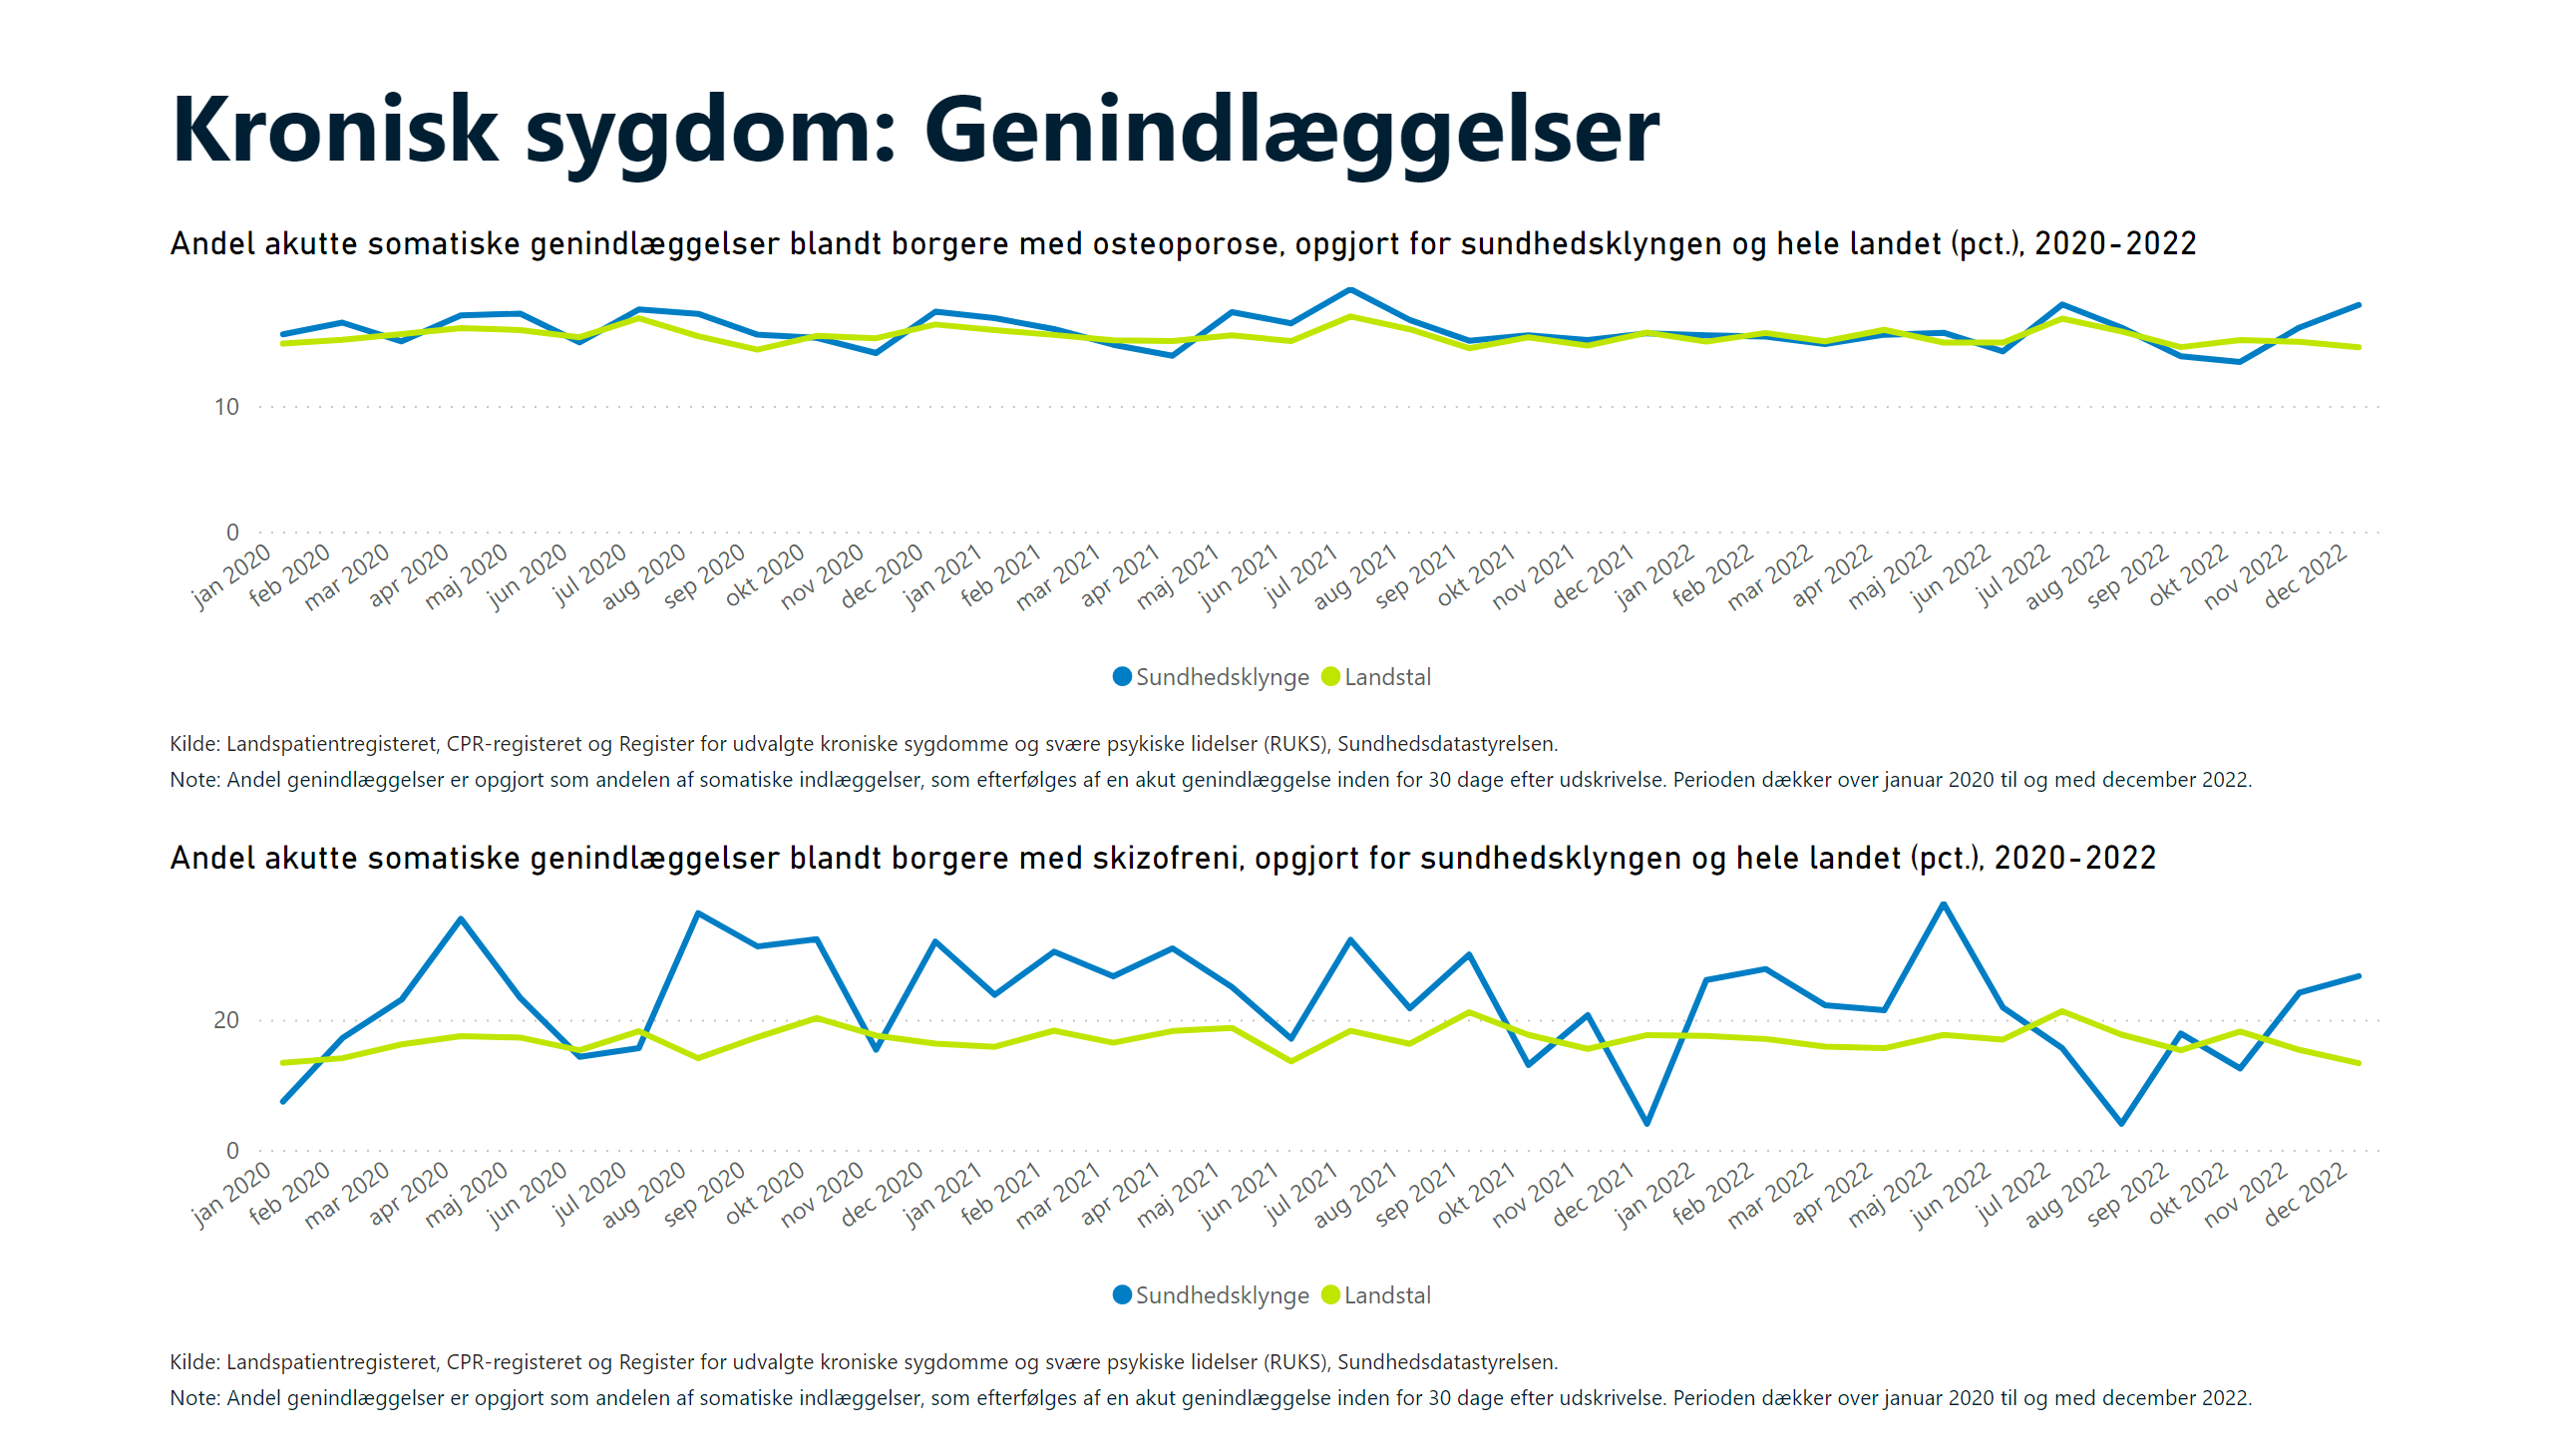 Kronisk sygdom: Genindlæggelser
Andel akutte somatiske genindlæggelser blandt borgere med osteoporose, opgjort for sundhedsklyngen og hele landet (pct.), 2020-2022
10
0
jan 2020
feb 2020
mar 2020
apr 2020
maj 2020
jun 2020
jul 2020
aug 2020
sep 2020
okt 2020
nov 2020
dec 2020
jan 2021
feb 2021
mar 2021
apr 2021
maj 2021
jun 2021
jul 2021
aug 2021
sep 2021
okt 2021
nov 2021
dec 2021
jan 2022
feb 2022
mar 2022
apr 2022
maj 2022
jun 2022
jul 2022
aug 2022
sep 2022
okt 2022
nov 2022
dec 2022
Sundhedsklynge Landstal
Kilde: Landspatientregisteret, CPR-registeret og Register for udvalgte kroniske sygdomme og svære psykiske lidelser (RUKS), Sundhedsdatastyrelsen.
Note: Andel genindlæggelser er opgjort som andelen af somatiske indlæggelser, som efterfølges af en akut genindlæggelse inden for 30 dage efter udskrivelse. Perioden dækker over januar 2020 til og med december 2022.
Andel akutte somatiske genindlæggelser blandt borgere med skizofreni, opgjort for sundhedsklyngen og hele landet (pct.), 2020-2022
20
0
jan 2020
feb 2020
mar 2020
apr 2020
maj 2020
jun 2020
jul 2020
aug 2020
sep 2020
okt 2020
nov 2020
dec 2020
jan 2021
feb 2021
mar 2021
apr 2021
maj 2021
jun 2021
jul 2021
aug 2021
sep 2021
okt 2021
nov 2021
dec 2021
jan 2022
feb 2022
mar 2022
apr 2022
maj 2022
jun 2022
jul 2022
aug 2022
sep 2022
okt 2022
nov 2022
dec 2022
Sundhedsklynge Landstal
Kilde: Landspatientregisteret, CPR-registeret og Register for udvalgte kroniske sygdomme og svære psykiske lidelser (RUKS), Sundhedsdatastyrelsen.
Note: Andel genindlæggelser er opgjort som andelen af somatiske indlæggelser, som efterfølges af en akut genindlæggelse inden for 30 dage efter udskrivelse. Perioden dækker over januar 2020 til og med december 2022.